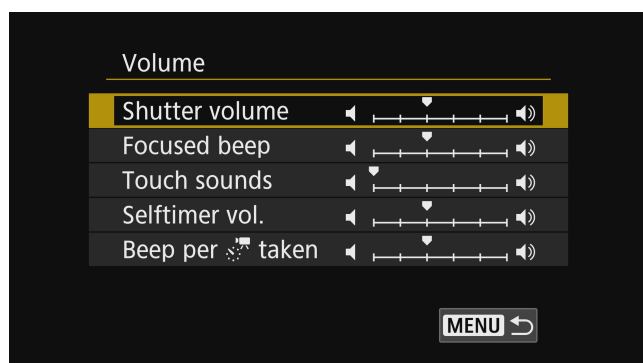 Volume
Shutter volume
Focused beep
Touch sounds
Selftimer vol.
Beep per taken
MENU